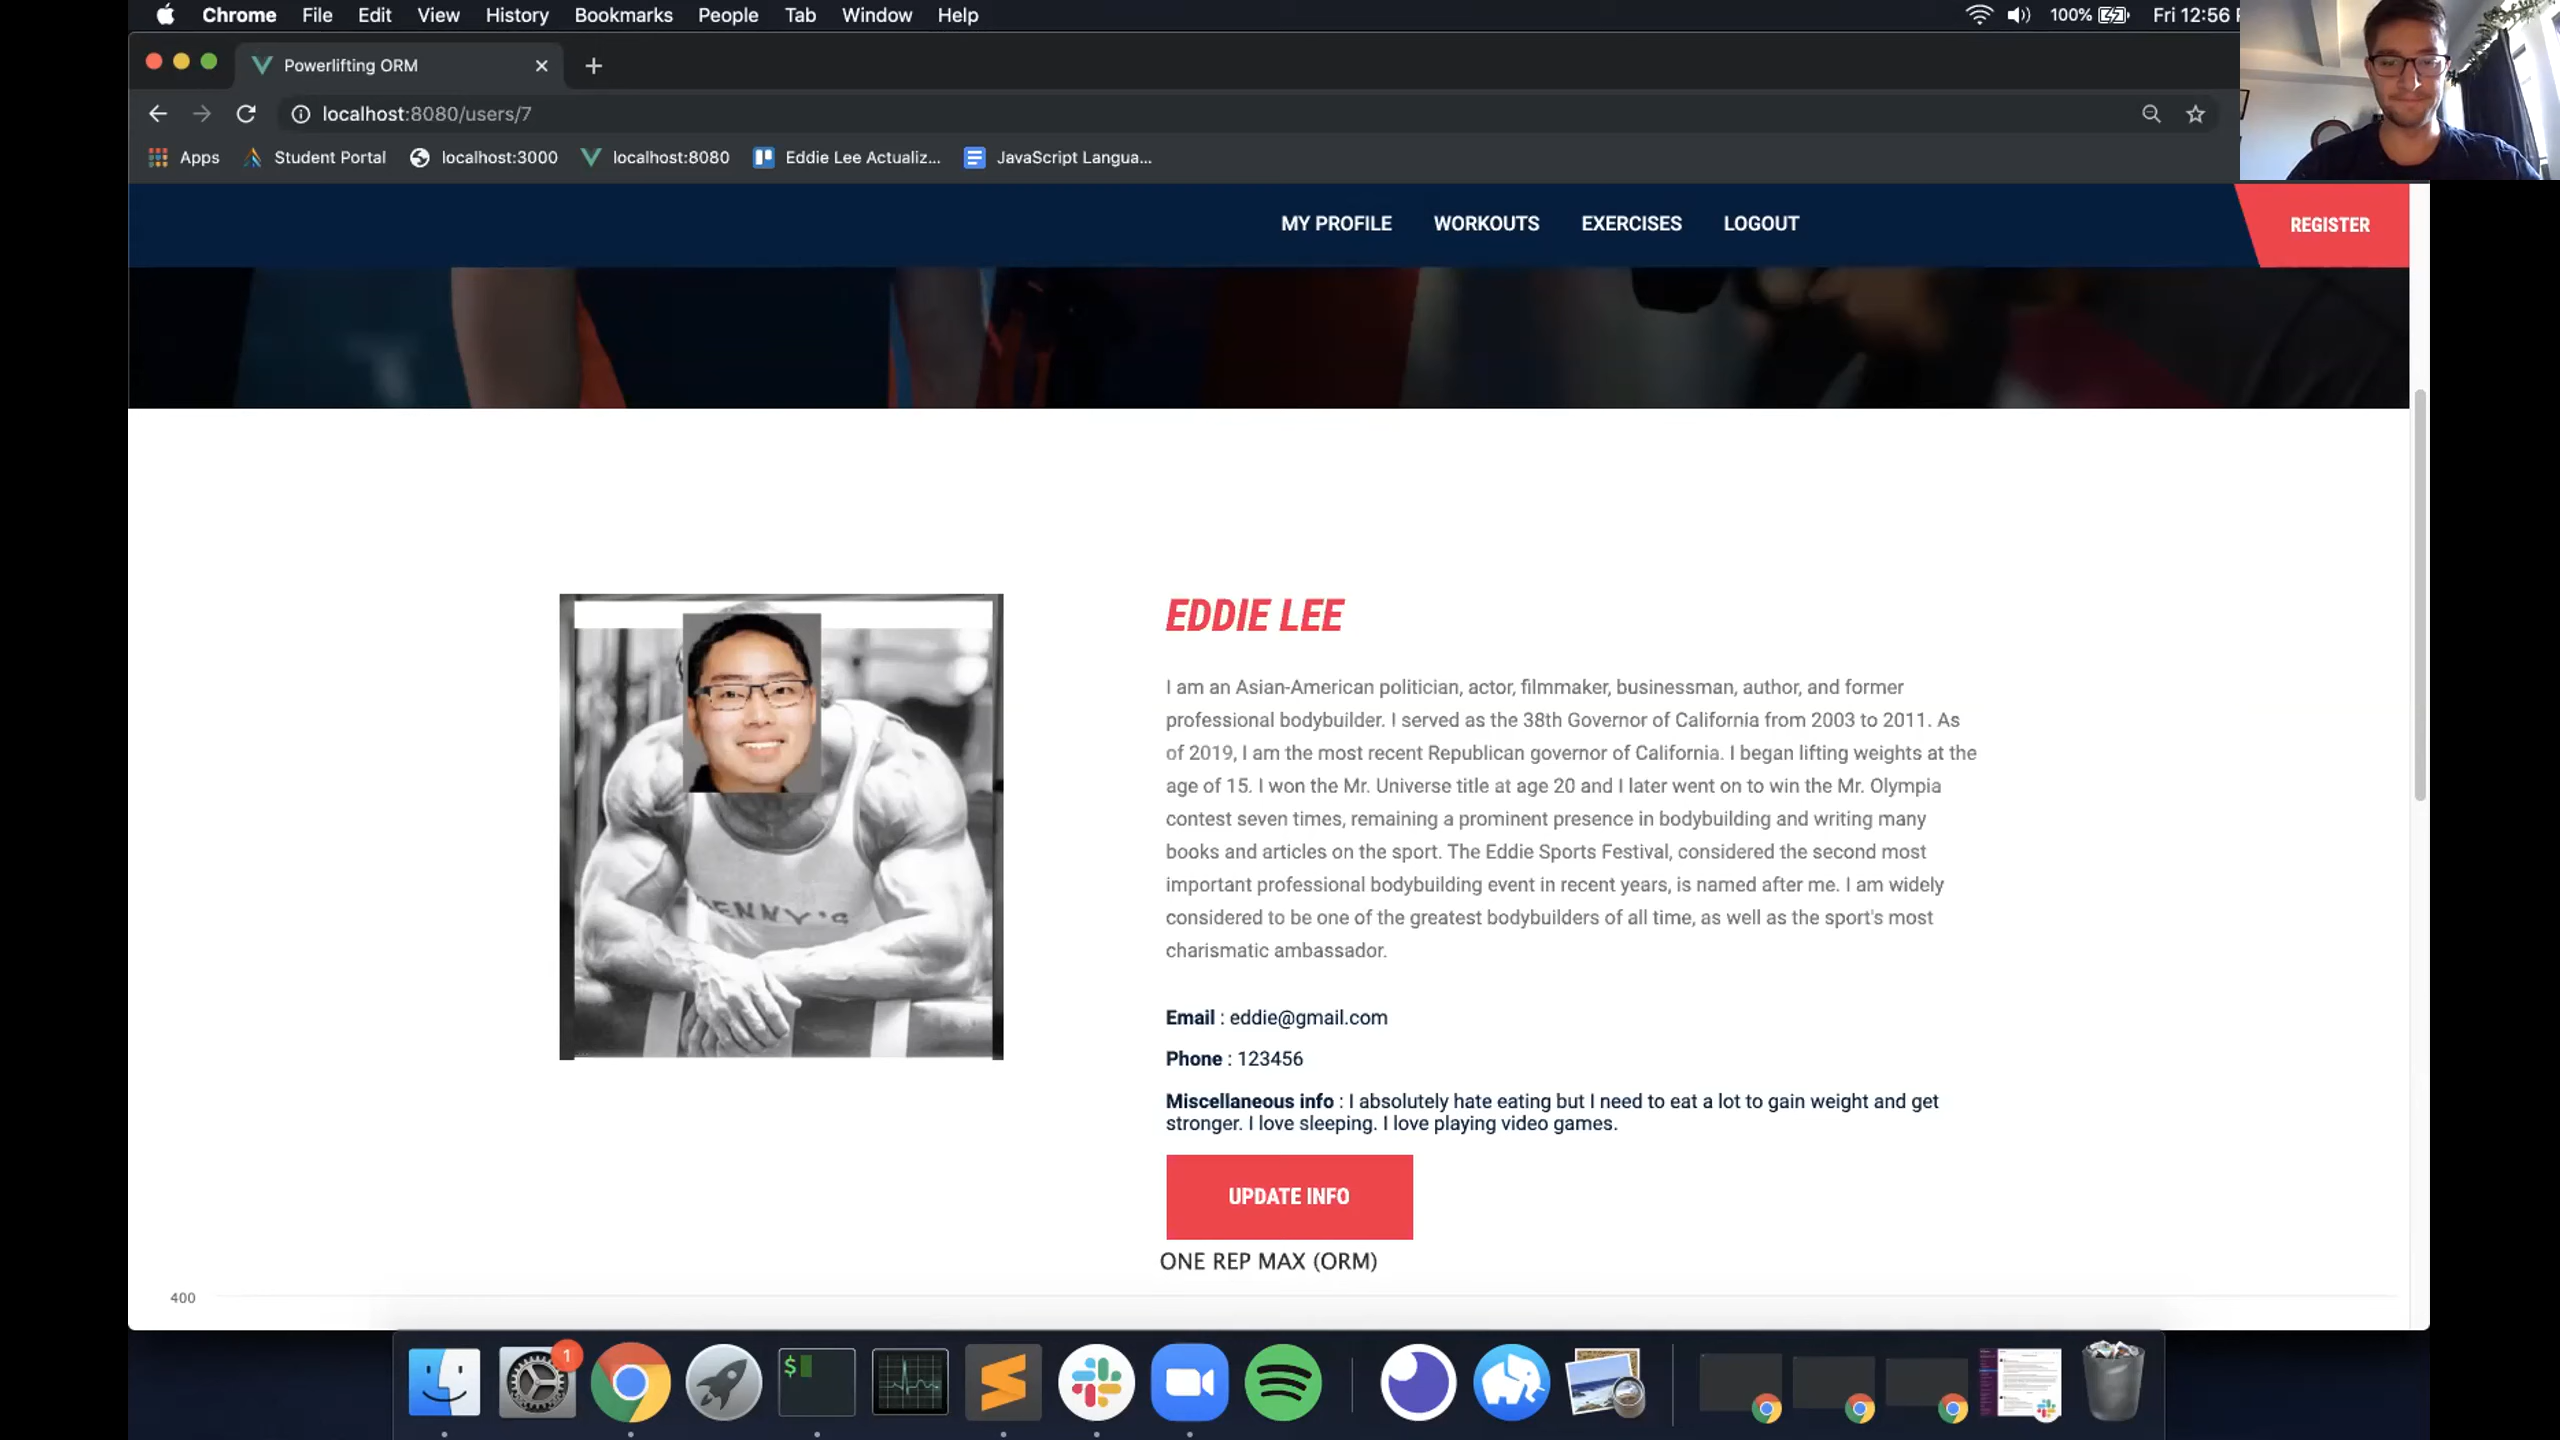 Chrome File Edit View History Bookmarks People Tab Window Help
100% Fri 12:56
Powerlifting ORM
localhost:8080/users/7
Apps Student Portal localhost:3000 localhost:8080 Eddie Lee Actualiz... JavaScript Langua...
MY PROFILE WORKOUTS EXERCISES LOGOUT
REGISTER
EDDIE LEE
I am an Asian-American politician, actor, filmmaker, businessman, author, and former
professional bodybuilder. I served as the 38th Governor of California from 2003 to 2011. As
of 2019, I am the most recent Republican governor of California. I began lifting weights at the
age of 15. I won the Mr. Universe title at age 20 and I later went on to win the Mr. Olympia
contest seven times, remaining a prominent presence in bodybuilding and writing many
books and articles on the sport. The Eddie Sports Festival, considered the second most
important professional bodybuilding event in recent years, is named after me. I am widely
considered to be one of the greatest bodybuilders of all time, as well as the sport's most
charismatic ambassador.
Email : eddie@gmail.com
Phone : 123456
Miscellaneous info : I absolutely hate eating but I need to eat a lot to gain weight and get
stronger. I love sleeping. I love playing video games.
UPDATE INFO
ONE REP MAX (ORM)
400
1
$